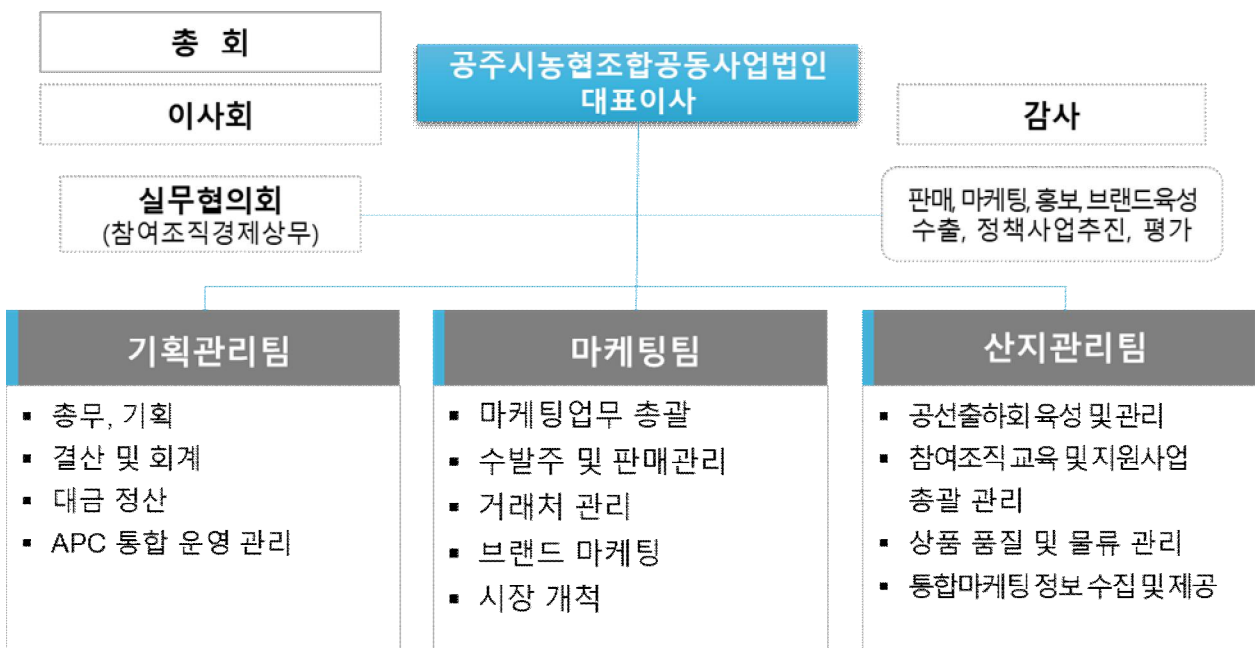 총 회
공주시농협조합공동사업법인
대표이사
이사회
감사
실무협의회
(참여조직경제상무)
판매, 마케팅, 홍보, 브랜드육성
수출, 정책사업추진, 평가
기획관리팀
▪ 총무, 기획
▪ 결산 및 회계
▪ 대금 정산
▪ APC 통합 운영 관리
마케팅팀
▪ 마케팅업무 총괄
▪ 수발주 및 판매관리
▪ 거래처 관리
▪ 브랜드 마케팅
▪ 시장 개척
산지관리팀
▪ 공선출하회 육성 및 관리
▪ 참여조직 교육 및 지원사업
총괄 관리
▪ 상품 품질 및 물류 관리
▪ 통합마케팅 정보 수집 및 제공